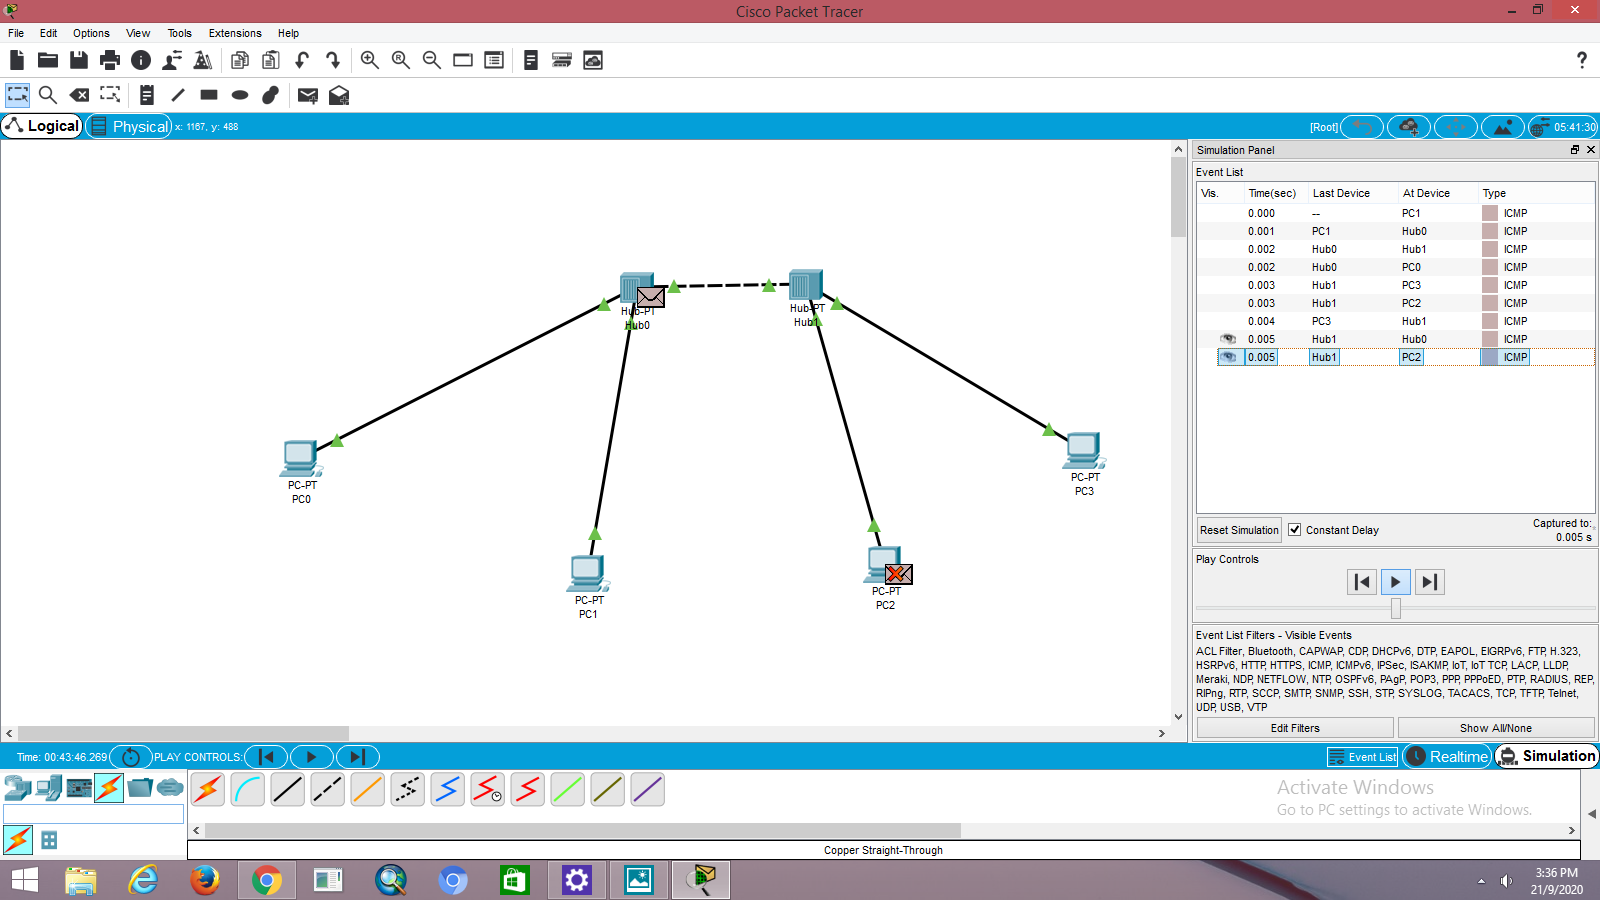 Cisco Packet Tracer
File Edit Options View Tools Extensions Help
Logical Physical x: 1167, y: 488 [Root] 05:41:30
Simulation Panel
Event List
Vis. Time(sec) Last Device At Device Type
0.000 -- PC1 ICMP
0.001 PC1 Hub0 ICMP
0.002 Hub0 Hub1 ICMP
0.002 Hub0 PC0 ICMP
0.003 Hub1 PC3 ICMP
0.003 Hub1 PC2 ICMP
0.004 PC3 Hub1 ICMP
0.005 Hub1 Hub0 ICMP
0.005 Hub1 PC2 ICMP
Hub-PT
Hub0
Hub-PT
Hub1
PC-PT
PC0
PC-PT
PC1
PC-PT
PC2
PC-PT
PC3
Reset Simulation Constant Delay Captured to:
0.005 s
Play Controls
Event List Filters - Visible Events
ACL Filter, Bluetooth, CAPWAP, CDP, DHCPv6, DTP, EAPOL, EIGRPv6, FTP, H.323,
HSRPv6, HTTP, HTTPS, ICMP, ICMPv6, IPSec, ISAKMP, IoT, IoT TCP, LACP, LLDP,
Meraki, NDP, NETFLOW, NTP, OSPFv6, PAgP, POP3, PPP, PPPoED, PTP, RADIUS, REP,
RIPng, RTP, SCCP, SMTP, SNMP, SSH, STP, SYSLOG, TACACS, TCP, TFTP, Telnet,
UDP, USB, VTP
Edit Filters Show All/None
Time: 00:43:46.269 PLAY CONTROLS: Event List Realtime Simulation
Activate Windows
Go to PC settings to activate Windows.
Copper Straight-Through
3:36 PM
21/9/2020